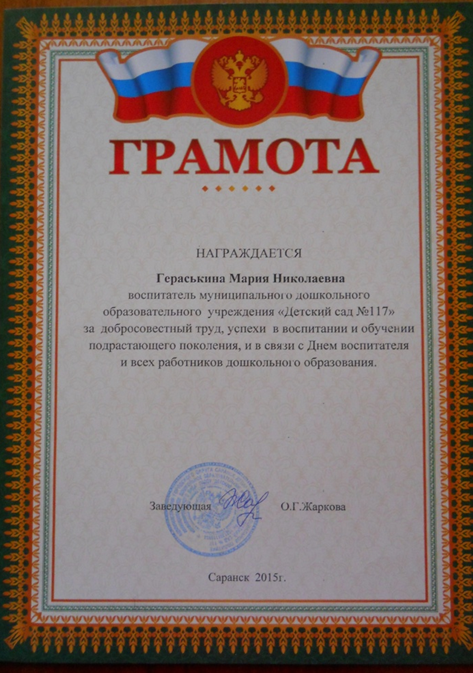 ГРАМОТА
НАГРАЖДАЕТСЯ
Гераськина Мария Николаевна
воспитатель муниципального дошкольного
образовательного учреждения «Детский сад №117»
за добросовестный труд, успехи в воспитании и обучении
подрастающего поколения, и в связи с Днем воспитателя
и всех работников дошкольного образования.
Заведующая О.Г.Жаркова
Саранск 2015г.